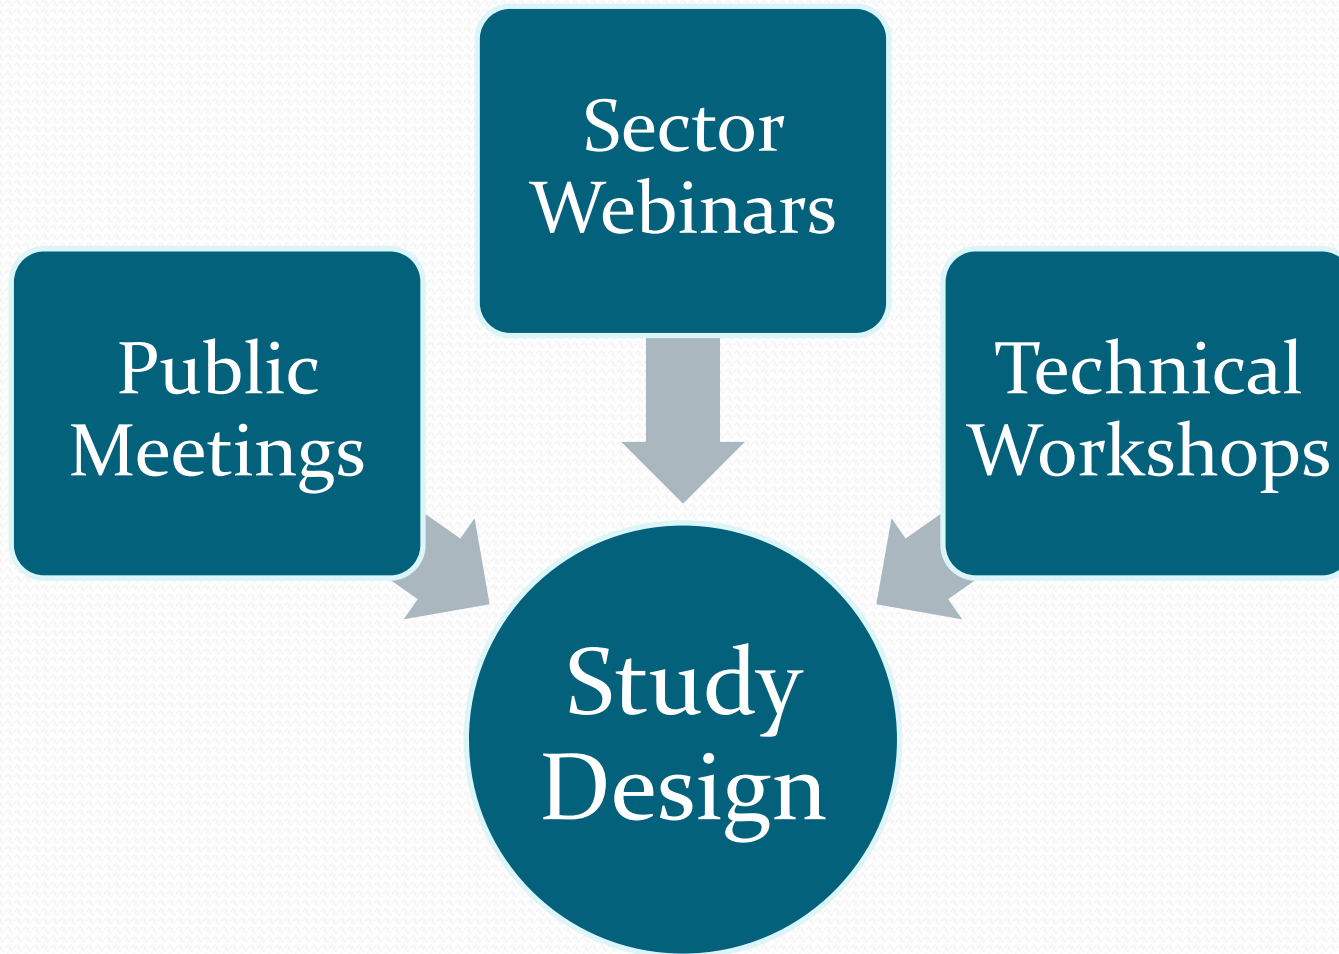 Sector
Webinars
Public
Meetings
Technical
Workshops
Study
Design